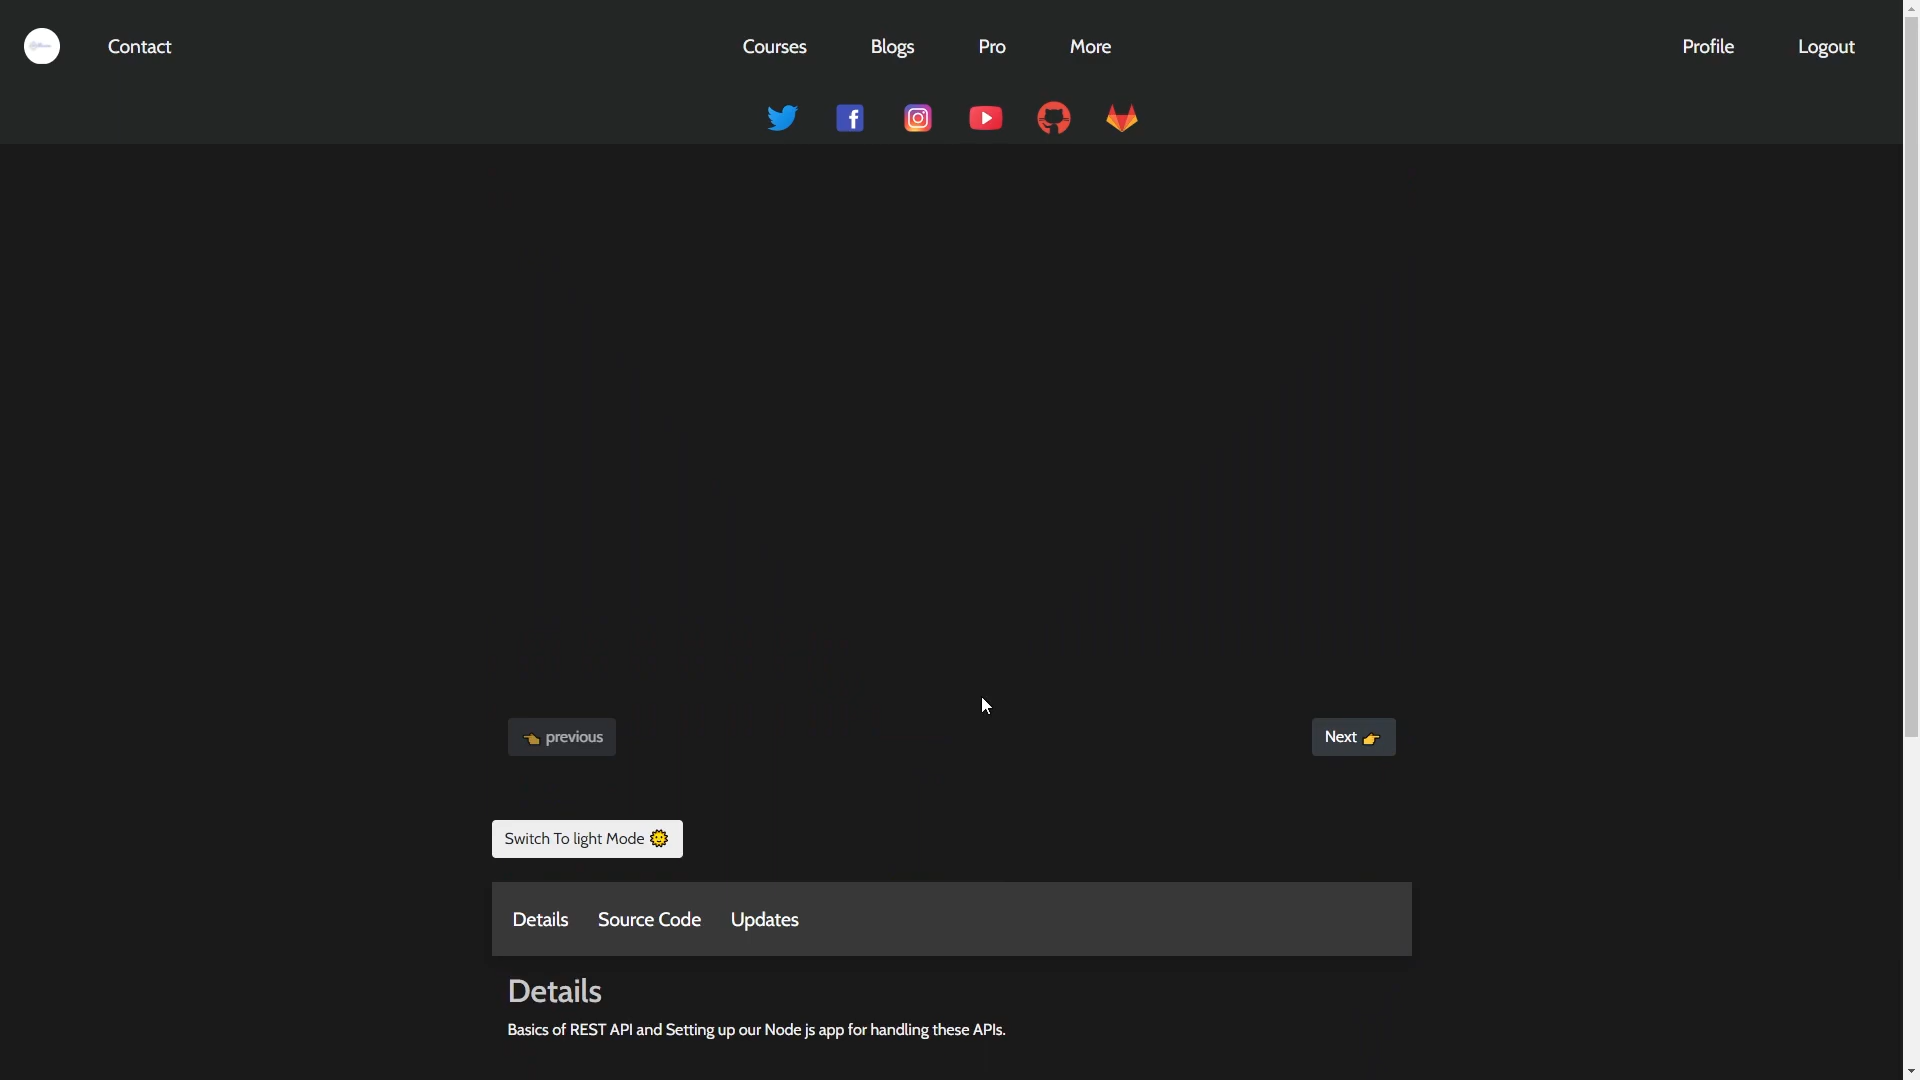 Contact
Courses
Blogs
Pro
More
Profile
Logout
previous
Next
Switch To light Mode
Details
Source Code
Updates
Details
Basics of REST API and Setting up our Node js app for handling these APIs.